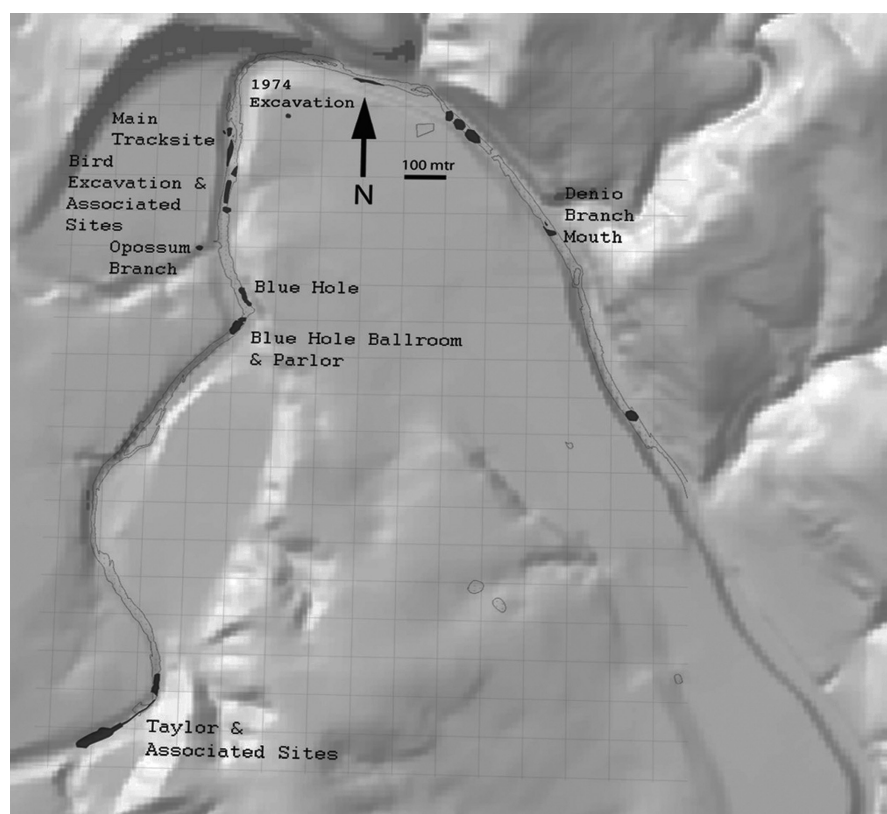 1974
Excavation
Main
Tracksite
Bird
Excavation &
Associated
Sites
Opossum
Branch
100 mtr
N
Denio
Branch
Mouth
Blue Hole
Blue Hole Ballroom
& Parlor
Taylor &
Associated Sites